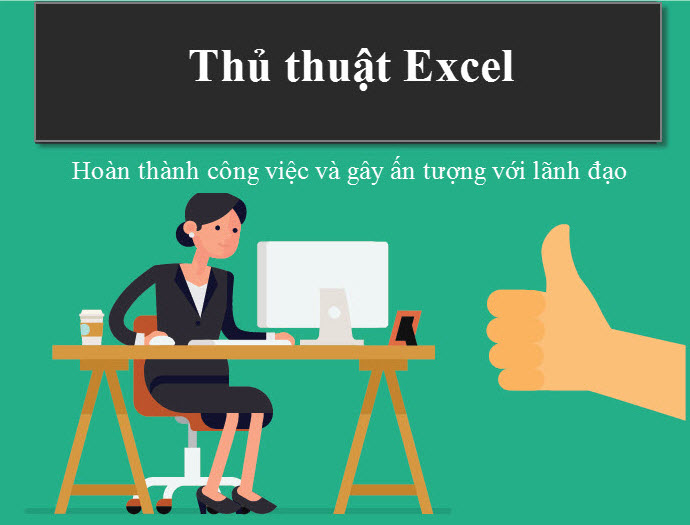 Thủ thuật Excel
Hoàn thành công việc và gây ấn tượng với lãnh đạo